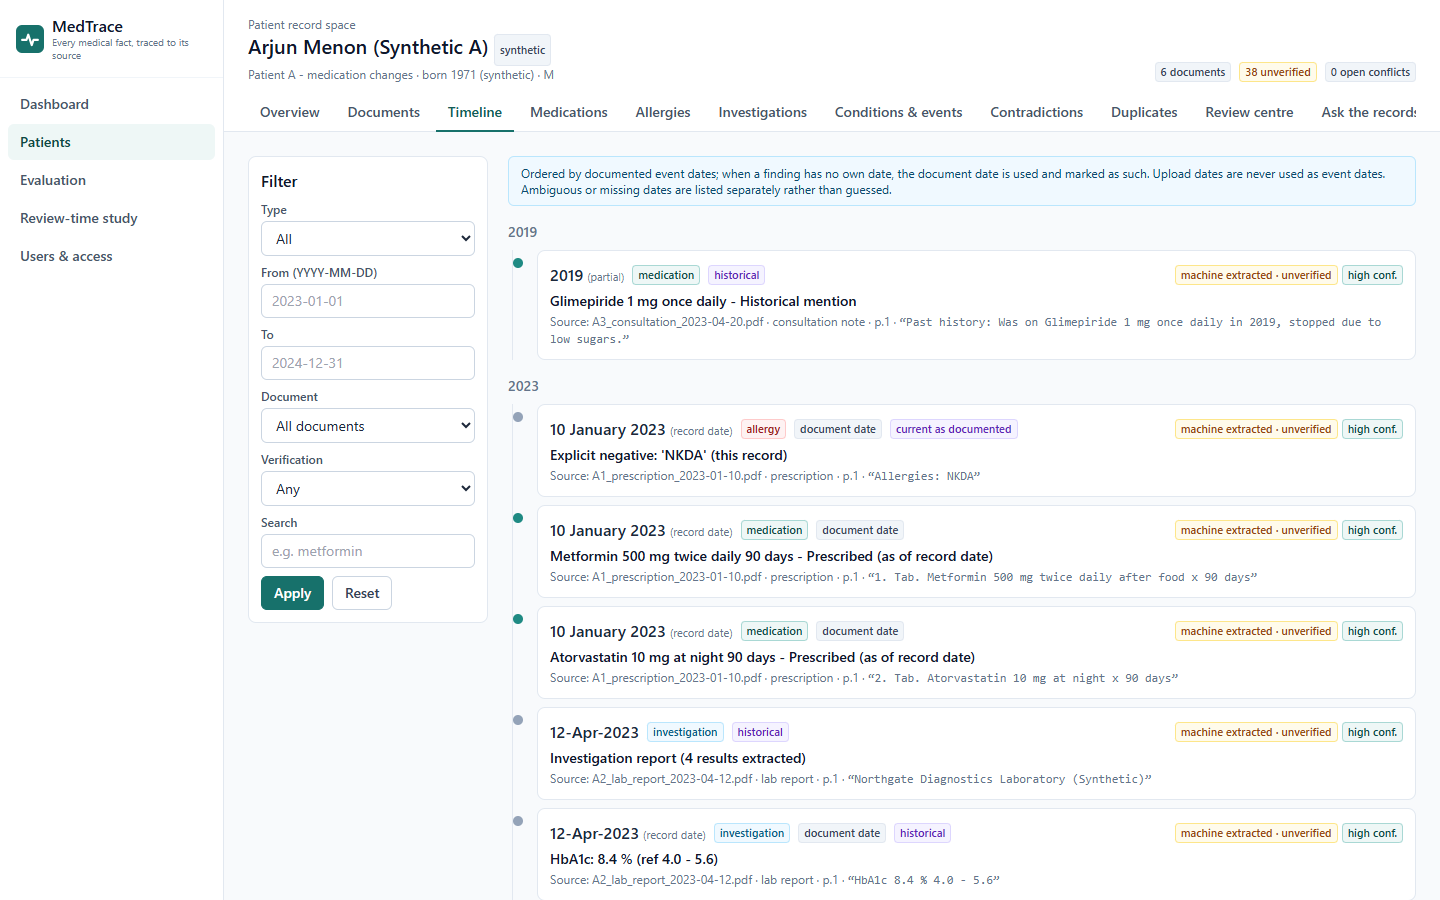 MedTrace
Every medical fact, traced to its
source
Dashboard
Patients
Evaluation
Review-time study
Users & access
Patient record space
Arjun Menon (Synthetic A) synthetic
Patient A - medication changes · born 1971 (synthetic) · M
6 documents 38 unverified 0 open conflicts
Overview Documents Timeline Medications Allergies Investigations Conditions & events Contradictions Duplicates Review centre Ask the records
Filter
Type
All
From (YYYY-MM-DD)
2023-01-01
To
2024-12-31
Document
All documents
Verification
Any
Search
e.g. metformin
Apply Reset
Ordered by documented event dates; when a finding has no own date, the document date is used and marked as such. Upload dates are never used as event dates.
Ambiguous or missing dates are listed separately rather than guessed.
2019
2019 (partial) medication historical machine extracted · unverified high conf.
Glimepiride 1 mg once daily - Historical mention
Source: A3_consultation_2023-04-20.pdf · consultation note · p.1 · “Past history: Was on Glimepiride 1 mg once daily in 2019, stopped due to
low sugars.”
2023
10 January 2023 (record date) allergy document date current as documented machine extracted · unverified high conf.
Explicit negative: 'NKDA' (this record)
Source: A1_prescription_2023-01-10.pdf · prescription · p.1 · “Allergies: NKDA”
10 January 2023 (record date) medication document date machine extracted · unverified high conf.
Metformin 500 mg twice daily 90 days - Prescribed (as of record date)
Source: A1_prescription_2023-01-10.pdf · prescription · p.1 · “1. Tab. Metformin 500 mg twice daily after food x 90 days”
10 January 2023 (record date) medication document date machine extracted · unverified high conf.
Atorvastatin 10 mg at night 90 days - Prescribed (as of record date)
Source: A1_prescription_2023-01-10.pdf · prescription · p.1 · “2. Tab. Atorvastatin 10 mg at night x 90 days”
12-Apr-2023 investigation historical machine extracted · unverified high conf.
Investigation report (4 results extracted)
Source: A2_lab_report_2023-04-12.pdf · lab report · p.1 · “Northgate Diagnostics Laboratory (Synthetic)”
12-Apr-2023 (record date) investigation document date historical machine extracted · unverified high conf.
HbA1c: 8.4 % (ref 4.0 - 5.6)
Source: A2_lab_report_2023-04-12.pdf · lab report · p.1 · “HbA1c 8.4 % 4.0 - 5.6”